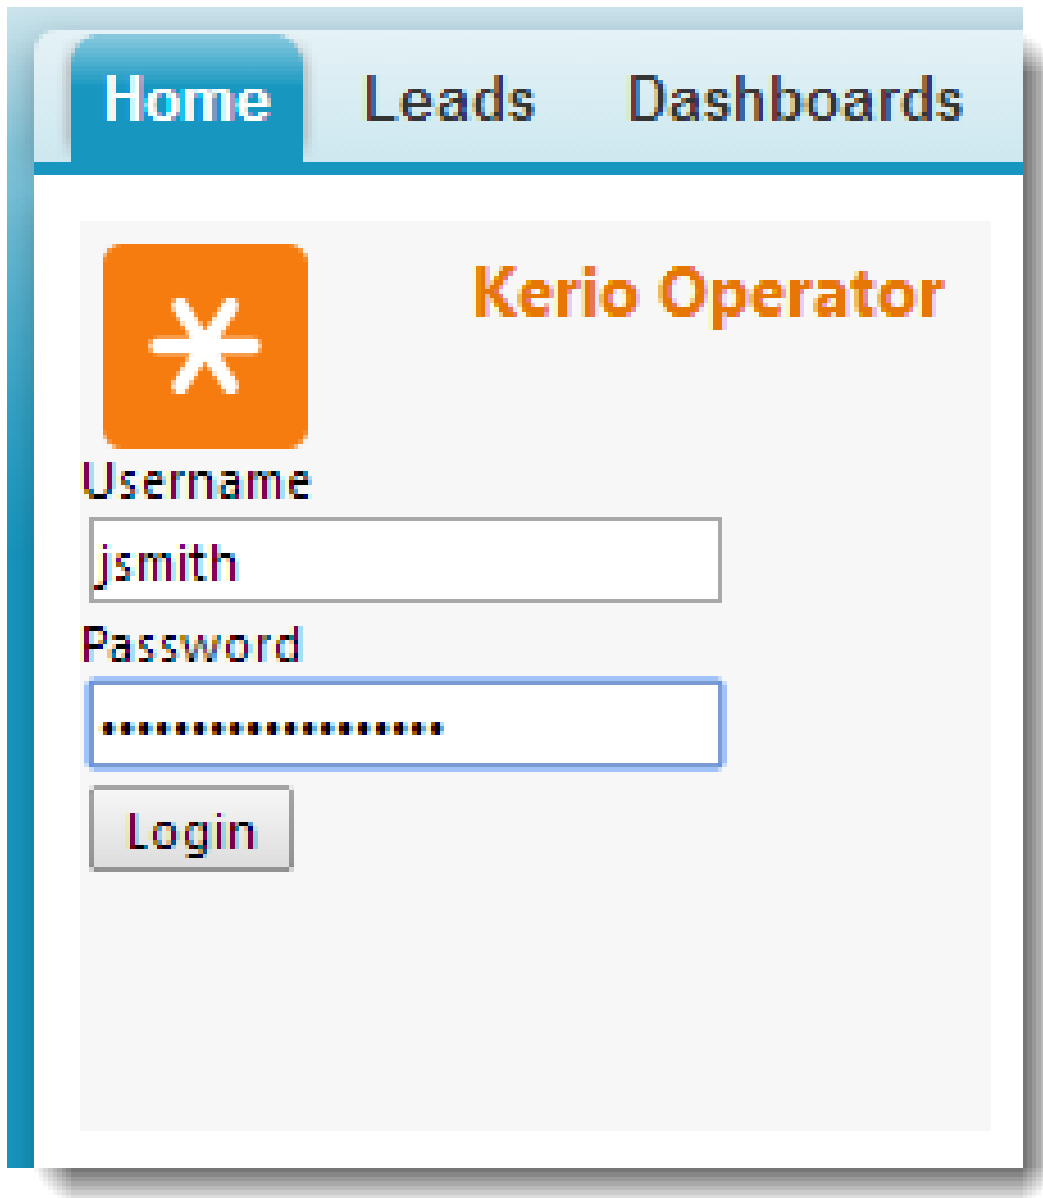 Home Leads Dashboards
Kerio Operator
Username
jsmith
Password
•••••••••••••••••••
Login